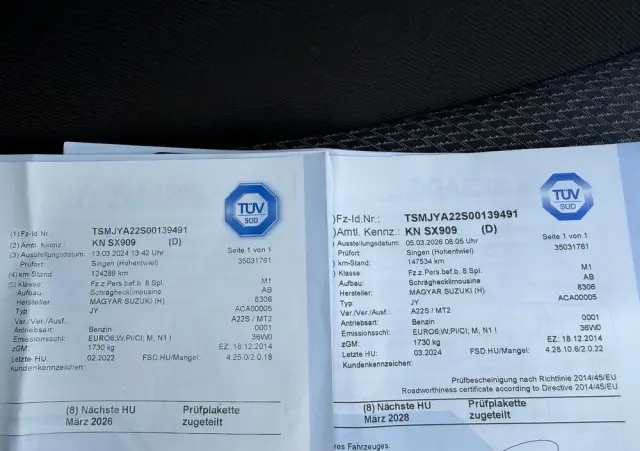 TÜV
SÜD
(1) Fz-Id. Nr.: TSMJYA22S00139491
(2) Amtl. Kennz.: KN SX909 (D)
(3) Ausstellungsdatum: 13.03.2024 13:42 Uhr Seite 1 von 1
Prüfort: Singen (Hohentwiel) 35031761
(4) km-Stand 124289 km
(5) Klasse Fz.z.Pers.bef.b. 8 Spl. M1
Aufbau: Schräghecklimousine AB
Hersteller: MAGYAR SUZUKI (H) 8306
Typ: JY ACA00005
Var./Ver./Ausf.: A22S / MT2
Antriebsart: Benzin 0001
Emissionsschl.: EURO6;W,PI/CI; M, N1 I 36W0
zGM: 1730 kg EZ: 18.12.2014
Letzte HU: 02.2022 FSD:HU/Mangel: 4.25.0/2.0.18
Kundenkennzeichen:
(8) Nächste HU Prüfplakette
März 2026 zugeteilt
TÜV
SÜD
)Fz-Id.Nr.: TSMJYA22S00139491
)Amtl. Kennz.: KN SX909 (D)
) Ausstellungsdatum: 05.03.2026 08:05 Uhr Seite 1 von 1
Prüfort: Singen (Hohentwiel) 35031761
) km-Stand: 147534 km
) Klasse Fz.z.Pers.bef.b. 8 Spl. M1
Aufbau: Schräghecklimousine AB
Hersteller: MAGYAR SUZUKI (H) 8306
Typ: JY ACA00005
Var./Ver./Ausf.: A22S / MT2
Antriebsart: Benzin 0001
Emissionsschl.: EURO6;W,PI/CI; M, N1 I 36W0
zGM: 1730 kg EZ: 18.12.2014
Letzte HU 03.2024 FSD:HU/Mangel: 4.28.10.6/2.0.22
Kundenkennzeichen:
Prüfbescheinigung nach Richtlinie 2014/45/EU
Roadworthiness certificate according to Directive 2014/45/EU
(8) Nächste HU Prüfplakette
März 2028 zugeteilt
res Fahrzeuges.